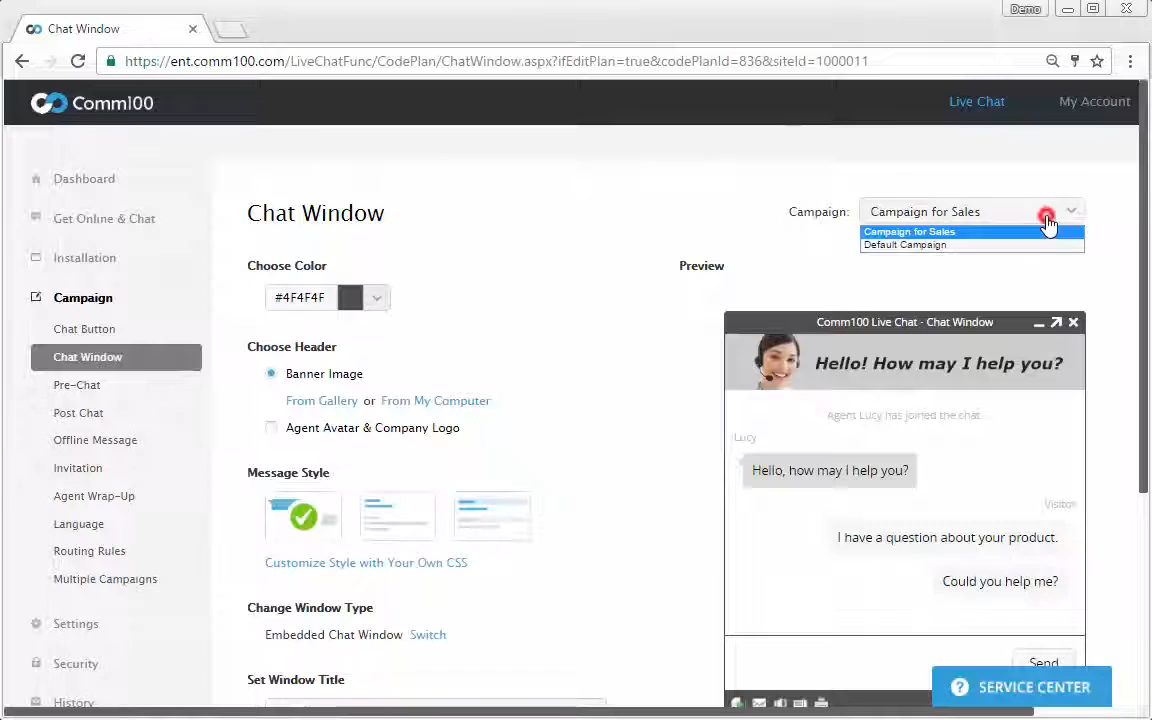 Demo
Chat Window
https://ent.comm100.com/LiveChatFunc/CodePlan/ChatWindow.aspx?ifEditPlan=true&codePlanId=836&siteId=1000011
Comm100
Live Chat
My Account
Dashboard
Get Online & Chat
Installation
Campaign
Chat Button
Chat Window
Pre-Chat
Post Chat
Offline Message
Invitation
Agent Wrap-Up
Language
Routing Rules
Multiple Campaigns
Settings
Security
History
Chat Window
Campaign:
Campaign for Sales
Campaign for Sales
Default Campaign
Choose Color
#4F4F4F
Choose Header
Banner Image
From Gallery or From My Computer
Agent Avatar & Company Logo
Message Style
Customize Style with Your Own CSS
Change Window Type
Embedded Chat Window Switch
Set Window Title
Preview
Comm100 Live Chat - Chat Window
Hello! How may I help you?
Agent Lucy has joined the chat...
Lucy
Hello, how may I help you?
Visitor
I have a question about your product.
Could you help me?
Send
? SERVICE CENTER